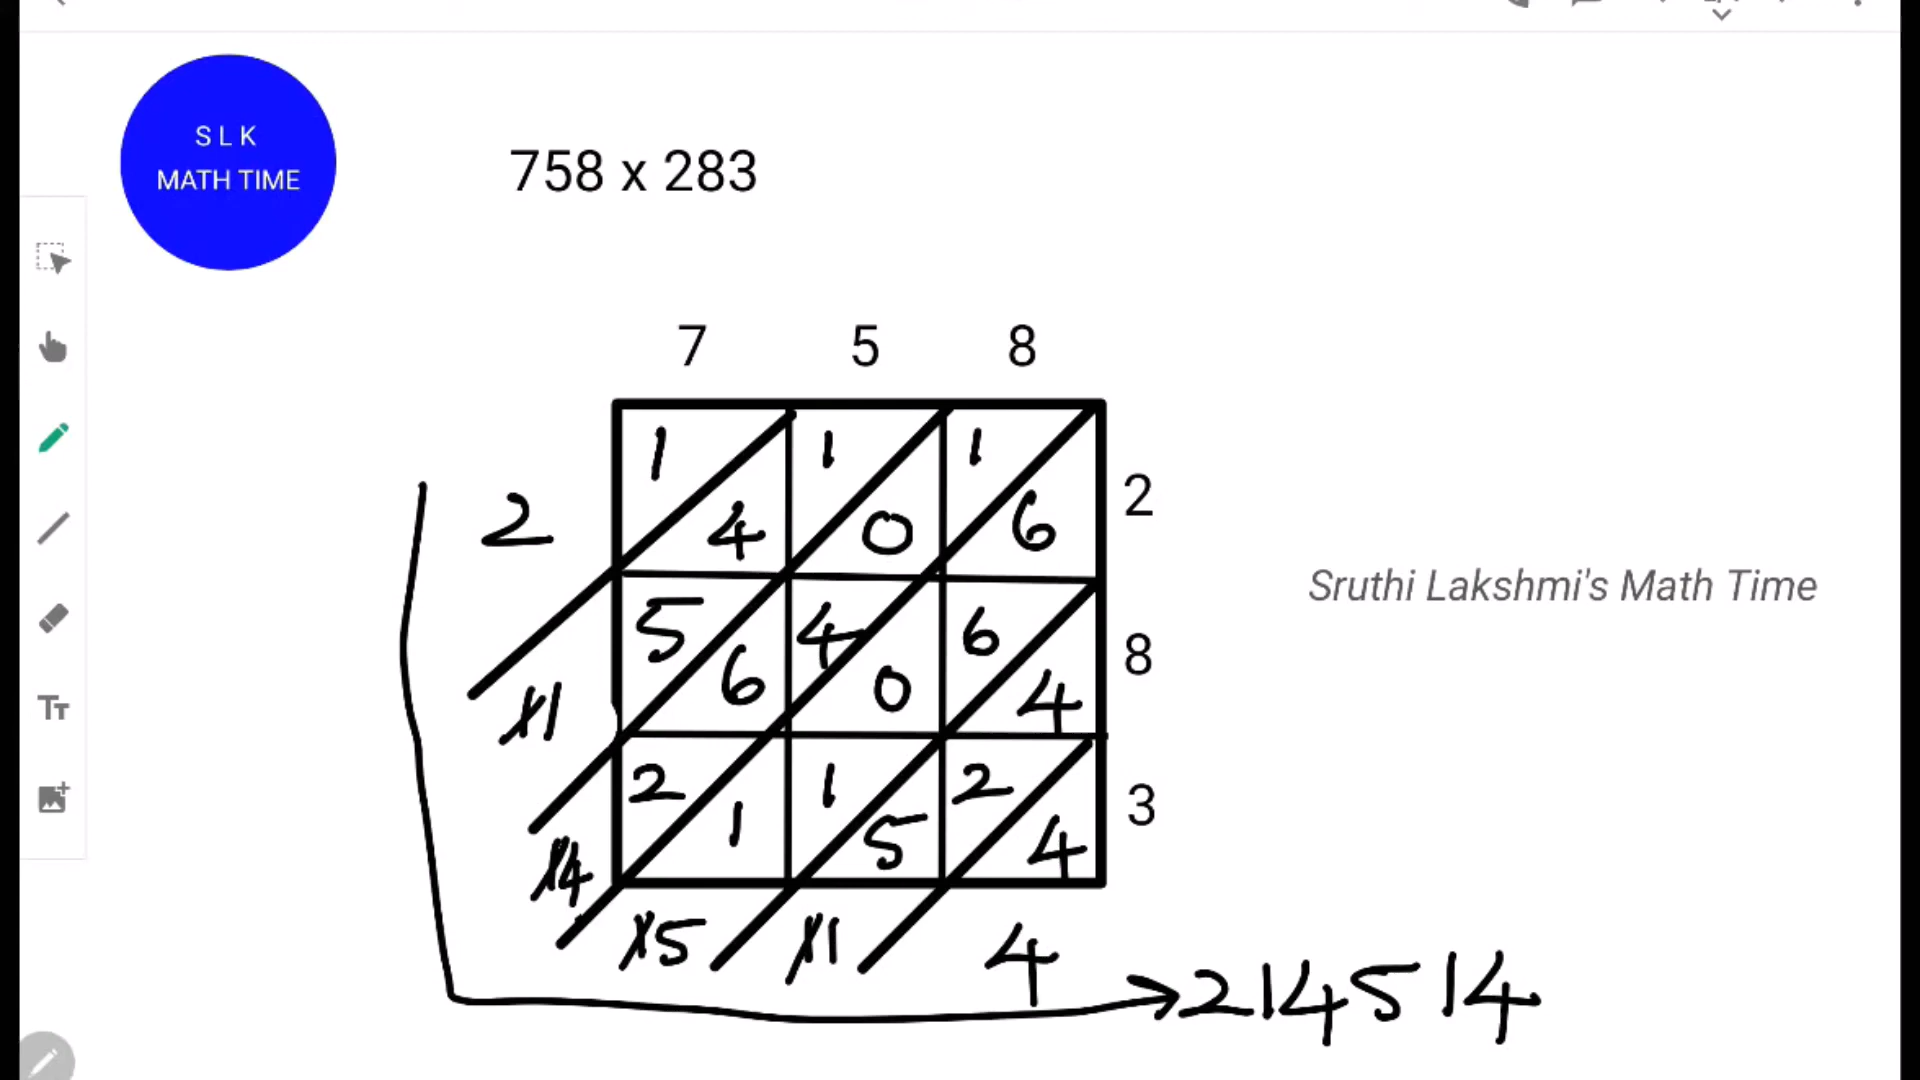 S L K
MATH TIME
758 x 283
7 5 8
1 1 1
2 4 0 6 2
5 4 6
Sruthi Lakshmi's Math Time
6 0 4 8
11
2 1 2
1 5 4 3
14
15 11 4
214514
Tт